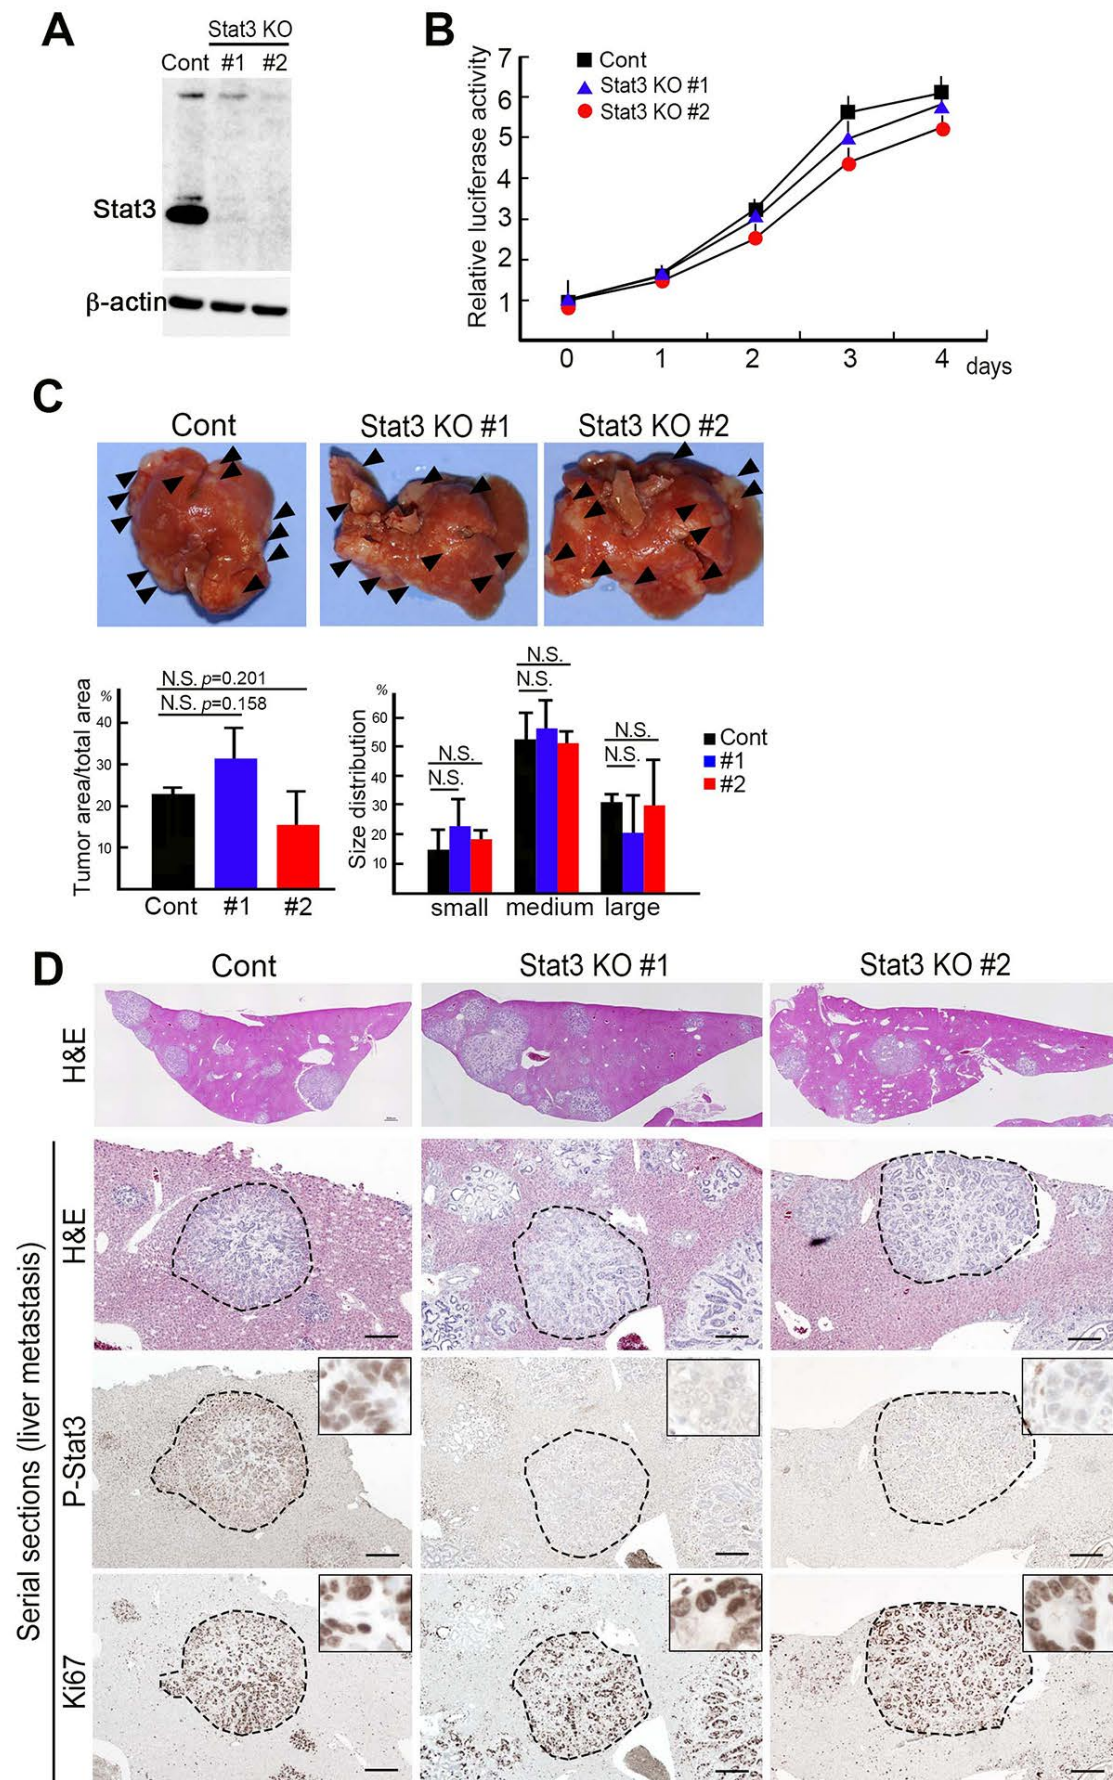 A
Stat3 KO
Cont #1 #2
Stat3
β-actin
B
Relative luciferase activity
7
6
5
4
3
2
1
Cont
Stat3 KO #1
Stat3 KO #2
0 1 2 3 4 days
C
Cont
Stat3 KO #1
Stat3 KO #2
Tumor area/total area
%
40
30
20
10
N.S. p=0.201
N.S. p=0.158
Cont #1 #2
Size distribution
%
60
50
40
30
20
10
N.S.
N.S.
N.S.
N.S.
N.S.
N.S.
small medium large
Cont
#1
#2
D
Cont
Stat3 KO #1
Stat3 KO #2
H&E
Serial sections (liver metastasis)
H&E
P-Stat3
Ki67